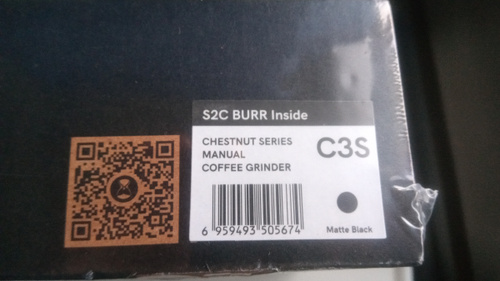 S2C BURR Inside
CHESTNUT SERIES
MANUAL
COFFEE GRINDER
C3S
6 959493 505674
Matte Black